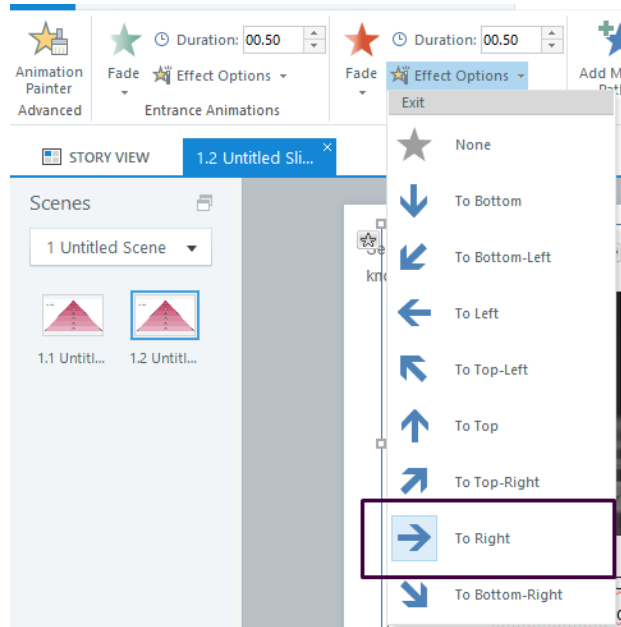 Duration: 00.50
Duration: 00.50
Animation
Painter
Fade
Effect Options
Fade
Effect Options
Add M
Advanced
Entrance Animations
Exit
None
STORY VIEW
1.2 Untitled Sli...
To Bottom
Scenes
1 Untitled Scene
To Bottom-Left
kn
To Left
1.1 Untitl...
1.2 Untitl...
To Top-Left
To Top
To Top-Right
To Right
To Bottom-Right